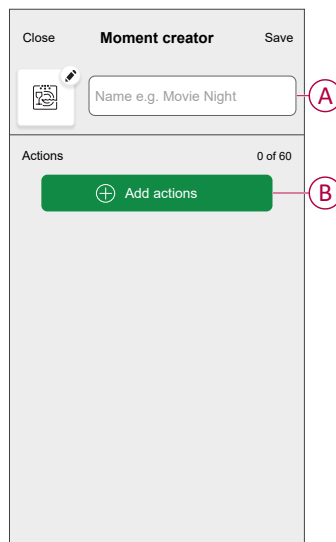 Close Moment creator Save
Name e.g. Movie Night A
Actions 0 of 60
Add actions B